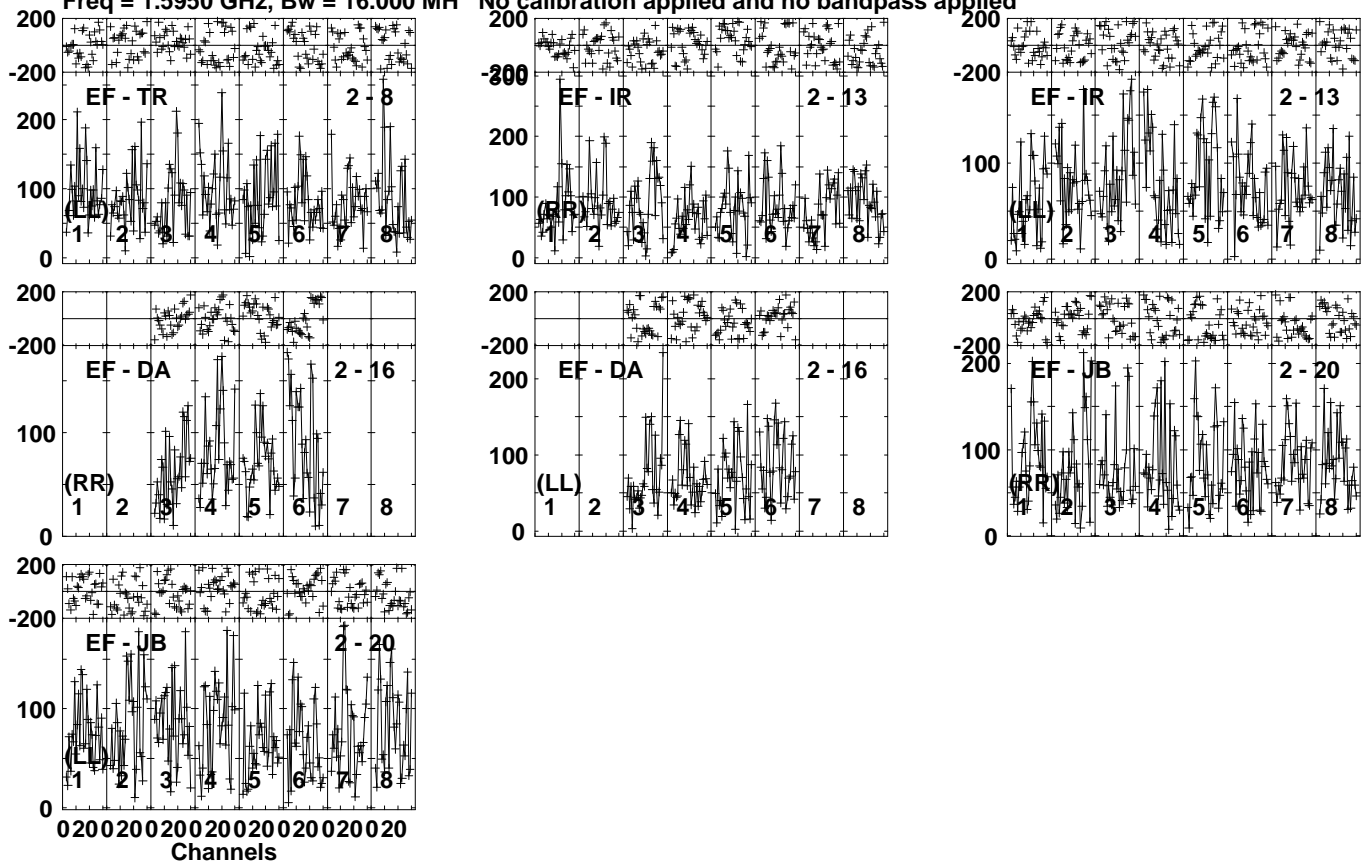 Freq = 1.5950 GHz, Bw = 16.000 MH No calibration applied and no bandpass applied
200
-200
EF - TR 2 - 8
200
100
(LL)
1 2 3 4 5 6 7 8
0
200
-200
300
EF - IR 2 - 13
200
100
(RR)
1 2 3 4 5 6 7 8
0
200
-200
EF - IR 2 - 13
100
(LL)
1 2 3 4 5 6 7 8
0
200
-200
EF - DA 2 - 16
100
(RR)
1 2 3 4 5 6 7 8
0
200
-200
EF - DA 2 - 16
200
100
(LL)
1 2 3 4 5 6 7 8
0
200
-200
200
EF - JB 2 - 20
100
(RR)
1 2 3 4 5 6 7 8
0
200
-200
EF - JB 2 - 20
100
(LL)
1 2 3 4 5 6 7 8
0
0 20 0 20 0 20 0 20 0 20 0 20 0 20 0 20
Channels